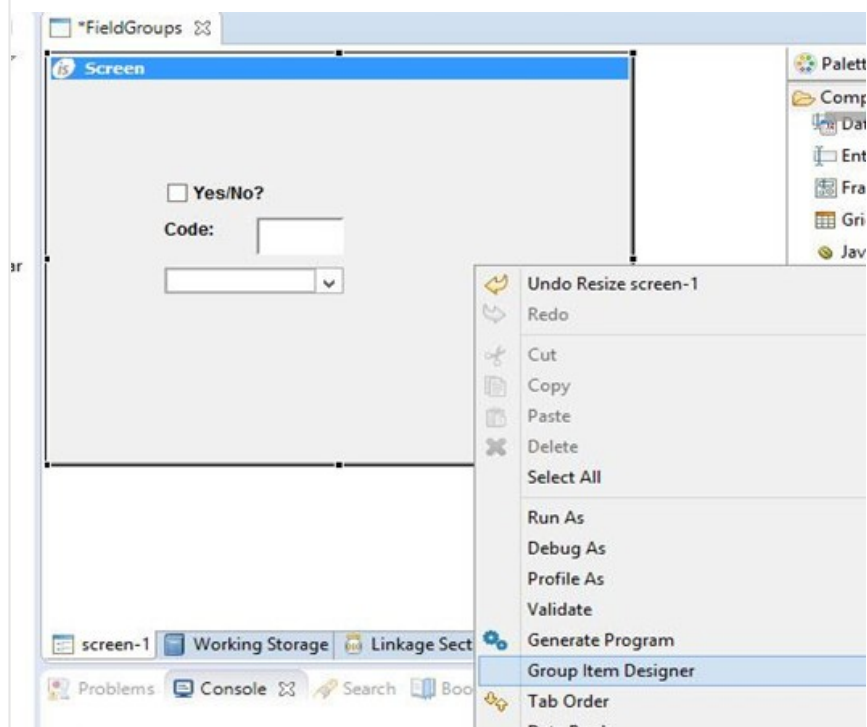 *FieldGroups
is Screen
Palett
Comp
Dat
Ent
Fra
Gri
Jav
Yes/No?
Code:
ar
Undo Resize screen-1
Redo
Cut
Copy
Paste
Delete
Select All
Run As
Debug As
Profile As
Validate
Generate Program
Group Item Designer
Tab Order
screen-1 Working Storage Linkage Sect
Problems Console Search Boo